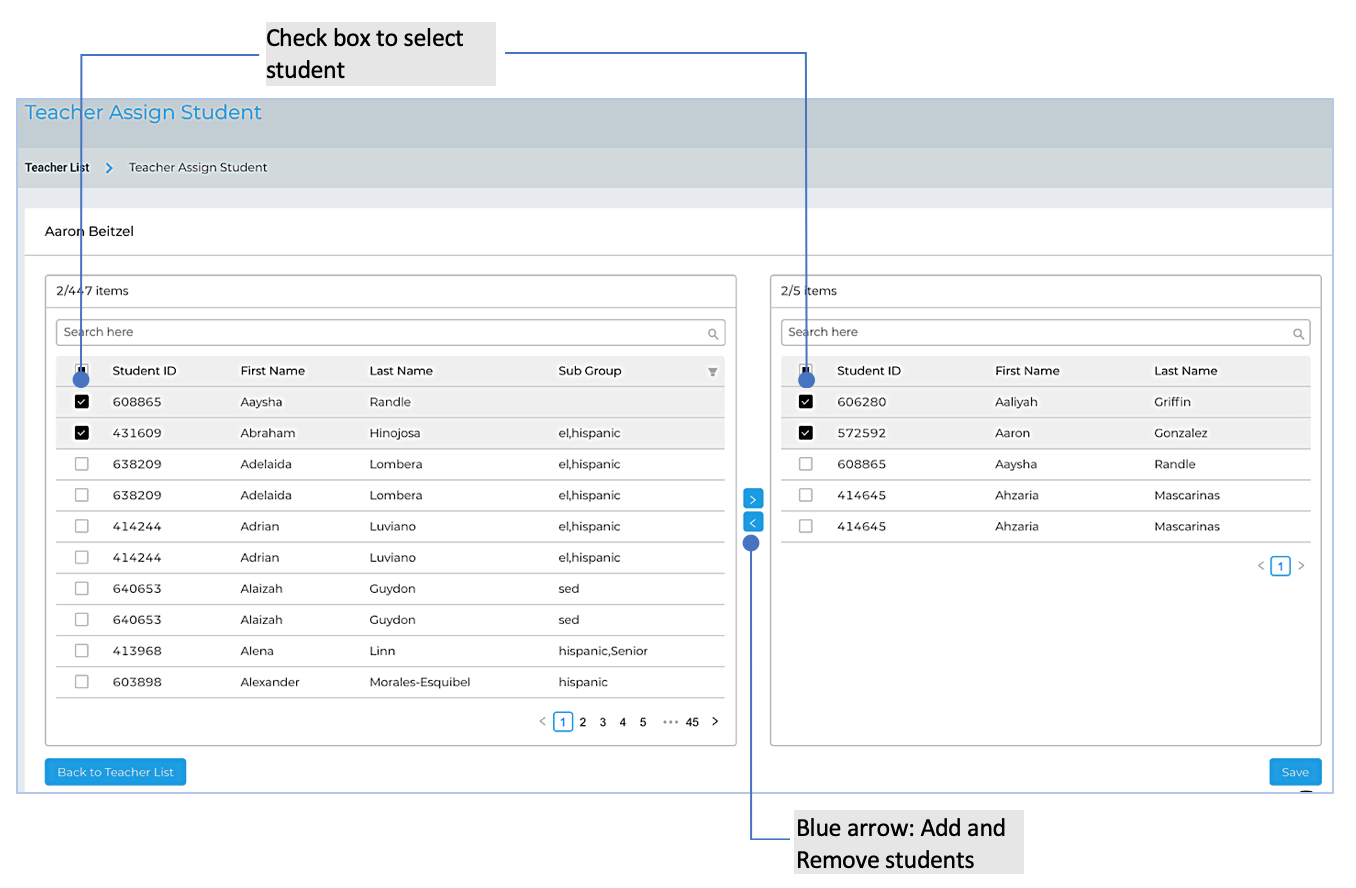 Check box to select
student
Teacher Assign Student
Teacher List > Teacher Assign Student
Aaron Beitzel
2/447 items
Search here
Student ID First Name Last Name Sub Group
608865 Aaysha Randle
431609 Abraham Hinojosa el,hispanic
638209 Adelaida Lombera el,hispanic
638209 Adelaida Lombera el,hispanic
414244 Adrian Luviano el,hispanic
414244 Adrian Luviano el,hispanic
640653 Alaizah Guydon sed
640653 Alaizah Guydon sed
413968 Alena Linn hispanic,Senior
603898 Alexander Morales-Esquibel hispanic
< 1 2 3 4 5 ••• 45 >
Back to Teacher List
>
<
2/5 items
Search here
Student ID First Name Last Name
606280 Aaliyah Griffin
572592 Aaron Gonzalez
608865 Aaysha Randle
414645 Ahzaria Mascarinas
414645 Ahzaria Mascarinas
< 1 >
Save
Blue arrow: Add and
Remove students